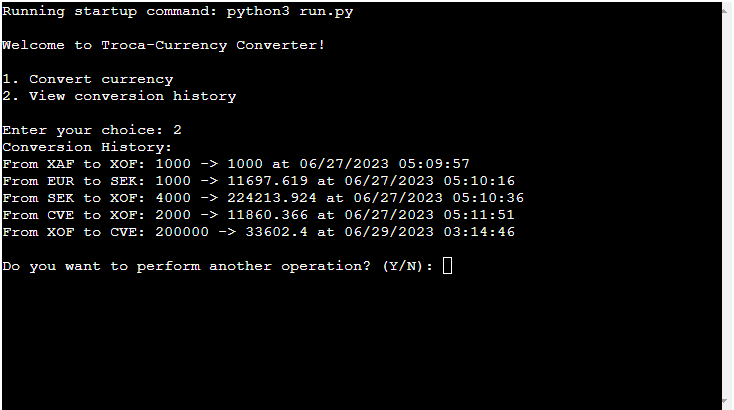 Running startup command: python3 run.py
Welcome to Troca-Currency Converter!
1. Convert currency
2. View conversion history
Enter your choice: 2
Conversion History:
From XAF to XOF: 1000 -> 1000 at 06/27/2023 05:09:57
From EUR to SEK: 1000 -> 11697.619 at 06/27/2023 05:10:16
From SEK to XOF: 4000 -> 224213.924 at 06/27/2023 05:10:36
From CVE to XOF: 2000 -> 11860.366 at 06/27/2023 05:11:51
From XOF to CVE: 200000 -> 33602.4 at 06/29/2023 03:14:46
Do you want to perform another operation? (Y/N):